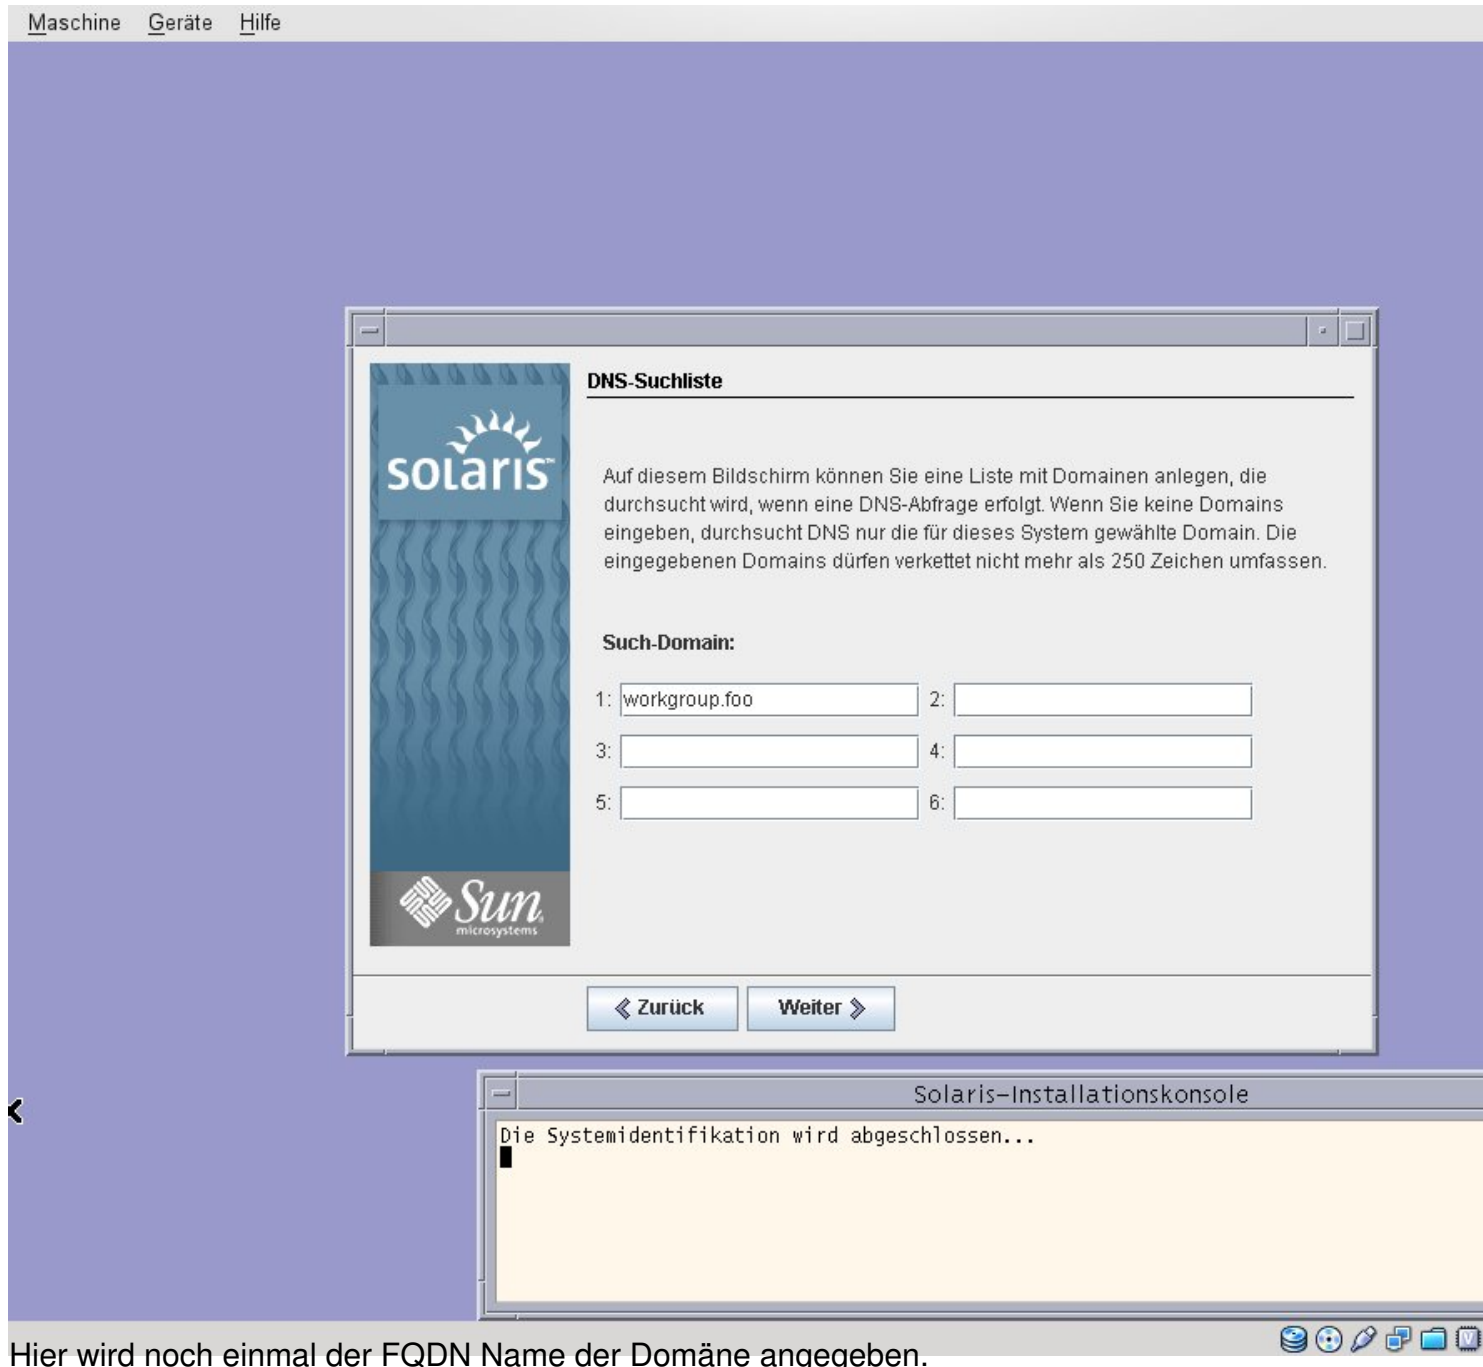 Maschine Geräte Hilfe
DNS-Suchliste
solaris™
Auf diesem Bildschirm können Sie eine Liste mit Domainen anlegen, die
durchsucht wird, wenn eine DNS-Abfrage erfolgt. Wenn Sie keine Domains
eingeben, durchsucht DNS nur die für dieses System gewählte Domain. Die
eingegebenen Domains dürfen verkettet nicht mehr als 250 Zeichen umfassen.
Such-Domain:
1: workgroup.foo 2:
3: 4:
5: 6:
Sun
microsystems
Zurück Weiter
Solaris-Installationskonsole
Die Systemidentifikation wird abgeschlossen...
V
Hier wird noch einmal der FQDN Name der Domäne angegeben.